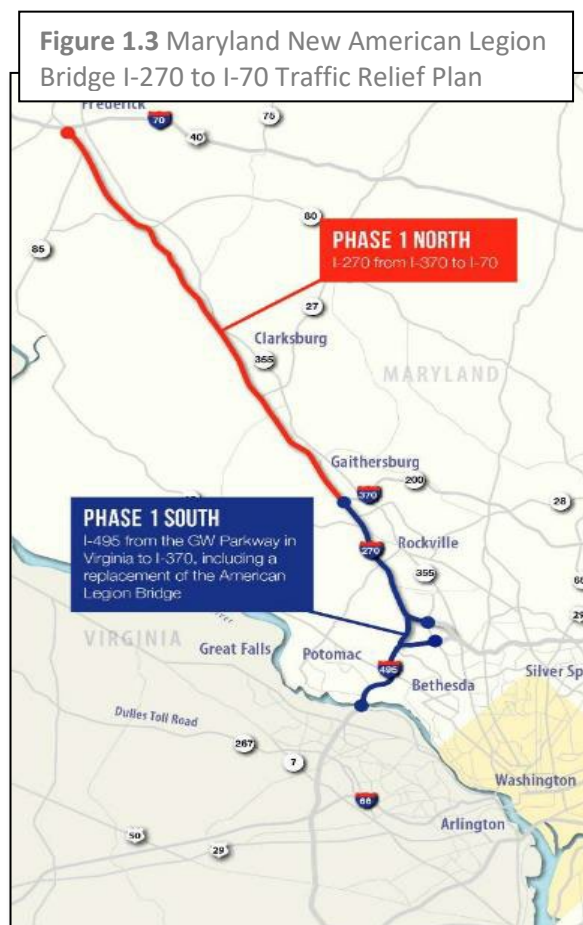 Figure 1.3 Maryland New American Legion
Bridge I-270 to I-70 Traffic Relief Plan
Frederick
70
75
40
80
85
PHASE 1 NORTH
I-270 from I-370 to I-70
27
Clarksburg
355
MARYLAND
Gaithersburg
200
370
28
PHASE 1 SOUTH
I-495 from the GW Parkway in
Virginia to I-370, including a
replacement of the American
Legion Bridge
270
Rockville
355
VIRGINIA
Great Falls
Potomac
495
Bethesda
Silver Sp
29
Dulles Toll Road
267
7
66
Washington
Arlington
50
29